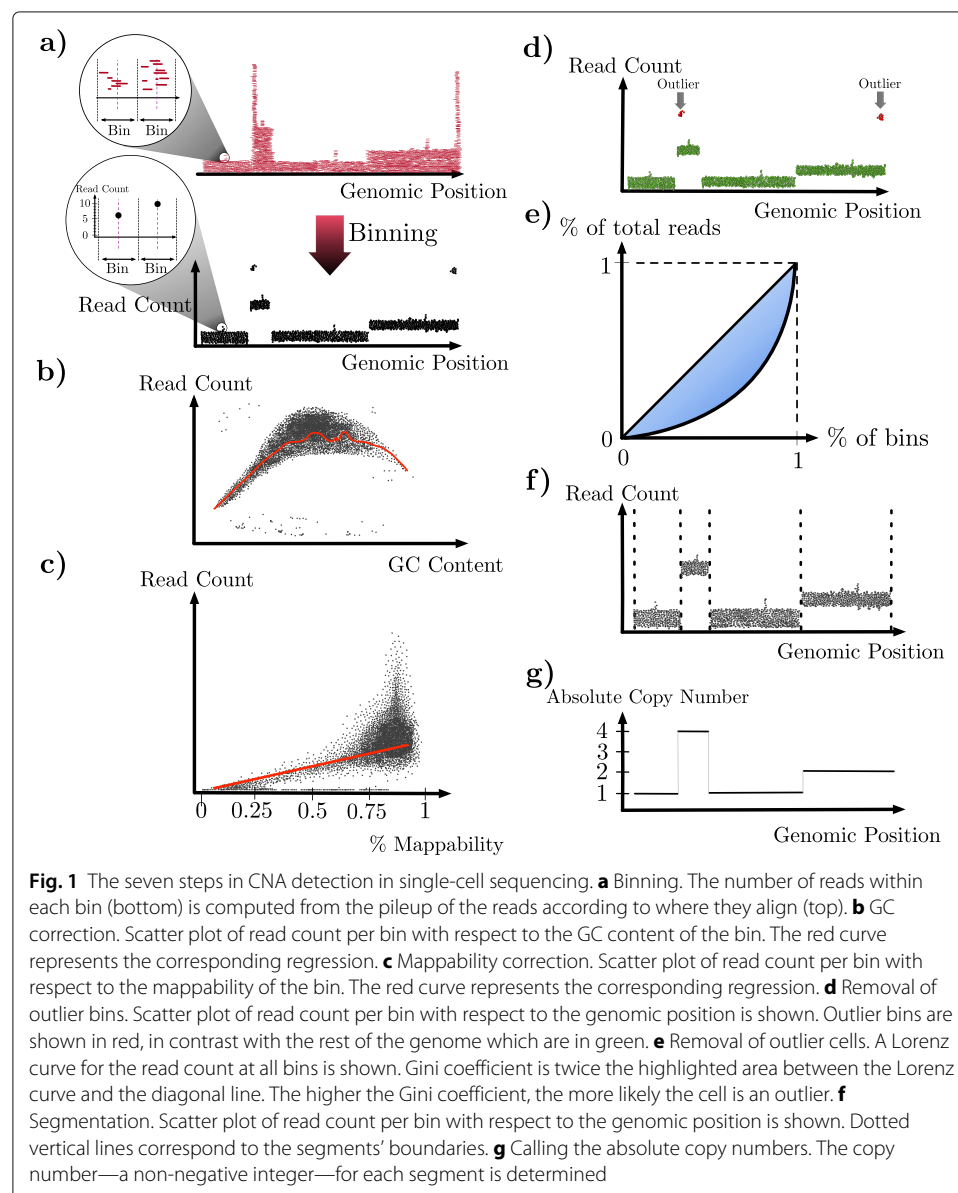 a)
Bin
Bin
Genomic Position
Read Count
10
5
0
Bin
Bin
Binning
Read Count
Genomic Position
b)
Read Count
GC Content
c)
Read Count
0
0.25
0.5
0.75
1
% Mappability
d)
Read Count
Outlier
Outlier
Genomic Position
e)
% of total reads
1
0
0
1
% of bins
f)
Read Count
Genomic Position
g)
Absolute Copy Number
4
3
2
1
Genomic Position
Fig. 1 The seven steps in CNA detection in single-cell sequencing. a Binning. The number of reads within
each bin (bottom) is computed from the pileup of the reads according to where they align (top). b GC
correction. Scatter plot of read count per bin with respect to the GC content of the bin. The red curve
represents the corresponding regression. c Mappability correction. Scatter plot of read count per bin with
respect to the mappability of the bin. The red curve represents the corresponding regression. d Removal of
outlier bins. Scatter plot of read count per bin with respect to the genomic position is shown. Outlier bins are
shown in red, in contrast with the rest of the genome which are in green. e Removal of outlier cells. A Lorenz
curve for the read count at all bins is shown. Gini coefficient is twice the highlighted area between the Lorenz
curve and the diagonal line. The higher the Gini coefficient, the more likely the cell is an outlier. f
Segmentation. Scatter plot of read count per bin with respect to the genomic position is shown. Dotted
vertical lines correspond to the segments' boundaries. g Calling the absolute copy numbers. The copy
number—a non-negative integer—for each segment is determined